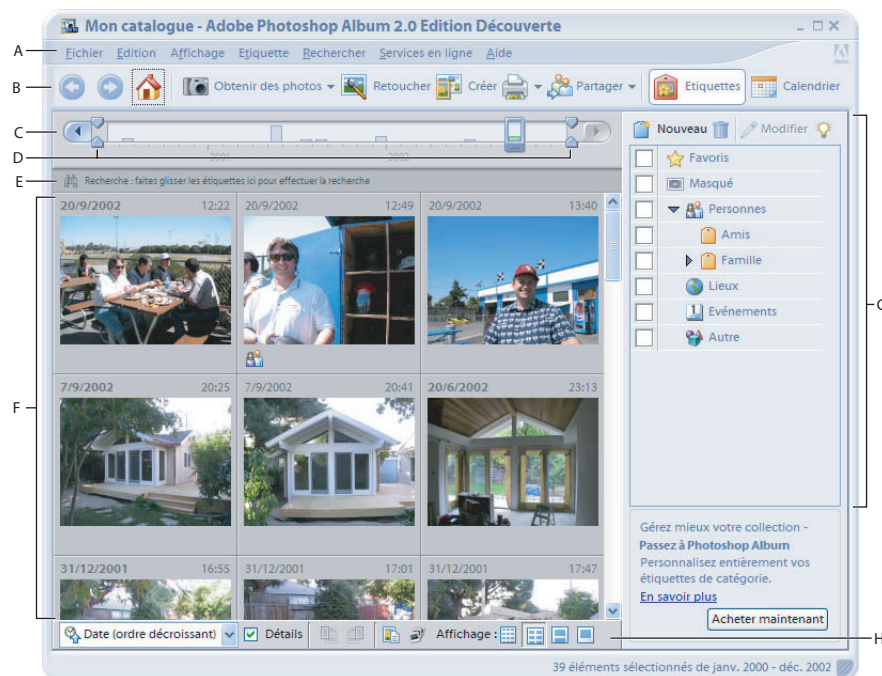 Mon catalogue - Adobe Photoshop Album 2.0 Edition Découverte
A
Fichier Edition Affichage Etiquette Rechercher Services en ligne Aide
B
Obtenir des photos Retoucher Créer Partager Etiquettes Calendrier
C
D
2001 2002
Nouveau Modifier
E
Recherche : faites glisser les étiquettes ici pour effectuer la recherche
Favoris
Masqué
Personnes
Amis
Famille
Lieux
Evénements
Autre
G
F
20/9/2002 12:22 20/9/2002 12:49 20/9/2002 13:40
7/9/2002 20:25 7/9/2002 20:41 20/6/2002 23:13
31/12/2001 16:55 31/12/2001 17:01 31/12/2001 17:47
Gérez mieux votre collection -
Passez à Photoshop Album
Personnalisez entièrement vos
étiquettes de catégorie.
En savoir plus
Acheter maintenant
Date (ordre décroissant) Détails Affichage :
H
39 éléments sélectionnés de janv. 2000 - déc. 2002